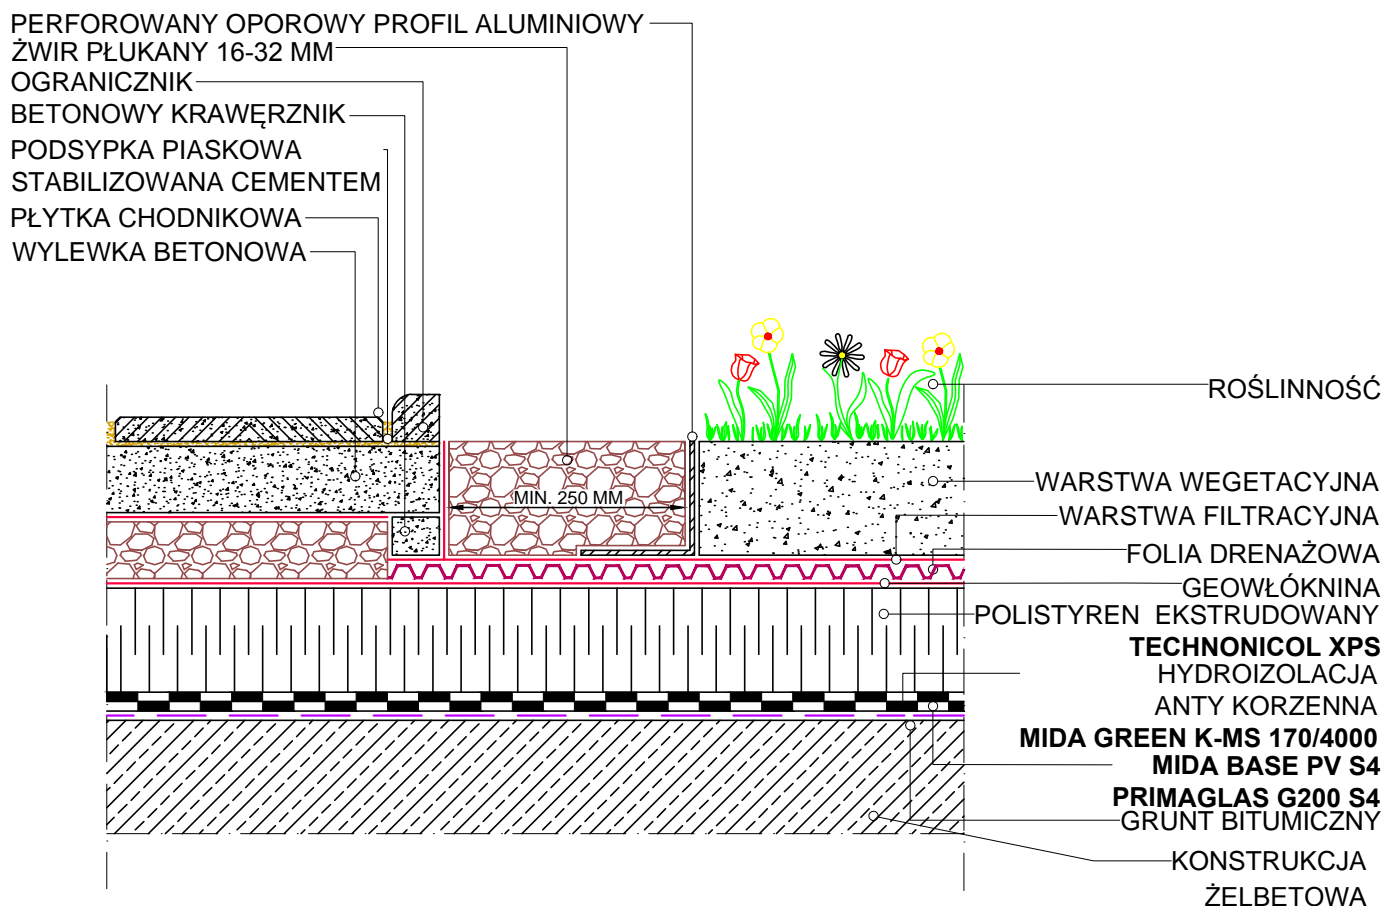 PERFOROWANY OPOROWY PROFIL ALUMINIOWY
ŻWIR PŁUKANY 16-32 MM
OGRANICZNIK
BETONOWY KRAWĘRZNIK
PODSYPKA PIASKOWA
STABILIZOWANA CEMENTEM
PŁYTKA CHODNIKOWA
WYLEWKA BETONOWA
MIN. 250 MM
ROŚLINNOŚĆ
WARSTWA WEGETACYJNA
WARSTWA FILTRACYJNA
FOLIA DRENAŻOWA
GEOWŁÓKNINA
POLISTYREN EKSTRUDOWANY
TECHNONICOL XPS
HYDROIZOLACJA
ANTY KORZENNA
MIDA GREEN K-MS 170/4000
MIDA BASE PV S4
PRIMAGLAS G200 S4
GRUNT BITUMICZNY
KONSTRUKCJA
ŻELBETOWA